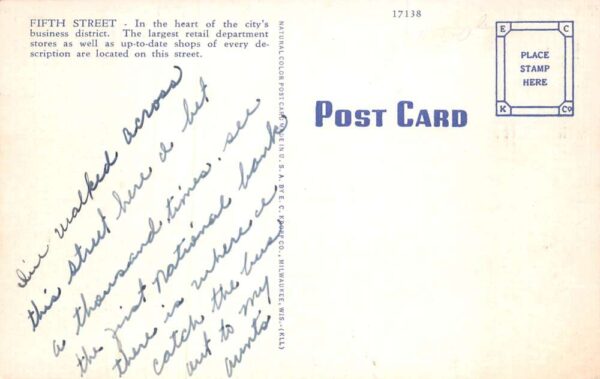 17138
FIFTH STREET - In the heart of the city's
business district. The largest retail department
stores as well as up-to-date shops of every de-
scription are located on this street.
E C
K Co
PLACE
STAMP
HERE
POST CARD
NATURAL COLOR POST CARD MADE IN U. S. A. BY E. C. KROPP CO., MILWAUKEE, WIS.-(KLL)
I've walked across
this street here I bet
a thousand times. see
the first National bank
there is where ce
catch the bus
out to my
aunts